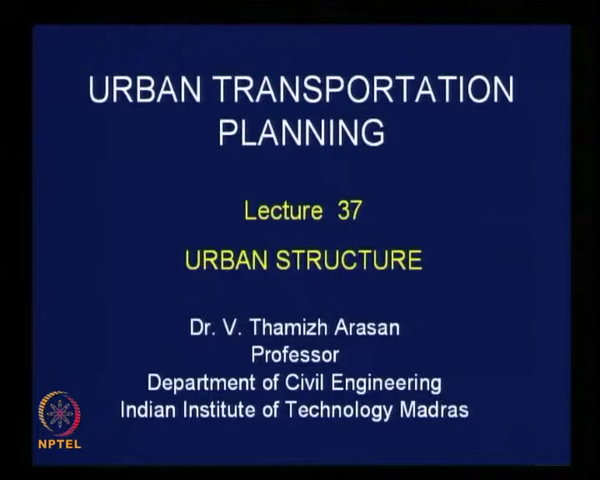 URBAN TRANSPORTATION
PLANNING
Lecture 37
URBAN STRUCTURE
Dr. V. Thamizh Arasan
Professor
Department of Civil Engineering
Indian Institute of Technology Madras
NPTEL